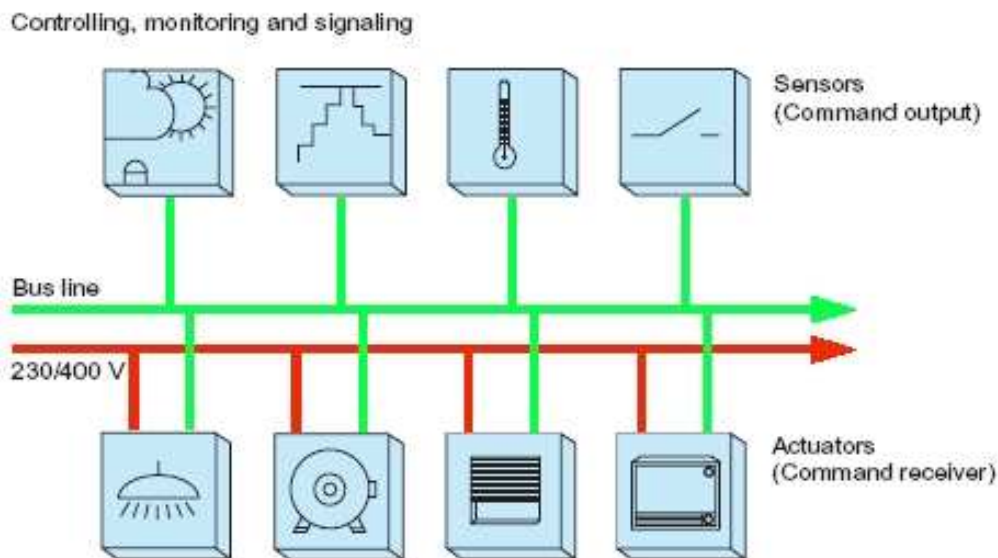 Controlling, monitoring and signaling
Sensors
(Command output)
Bus line
230/400 V
Actuators
(Command receiver)